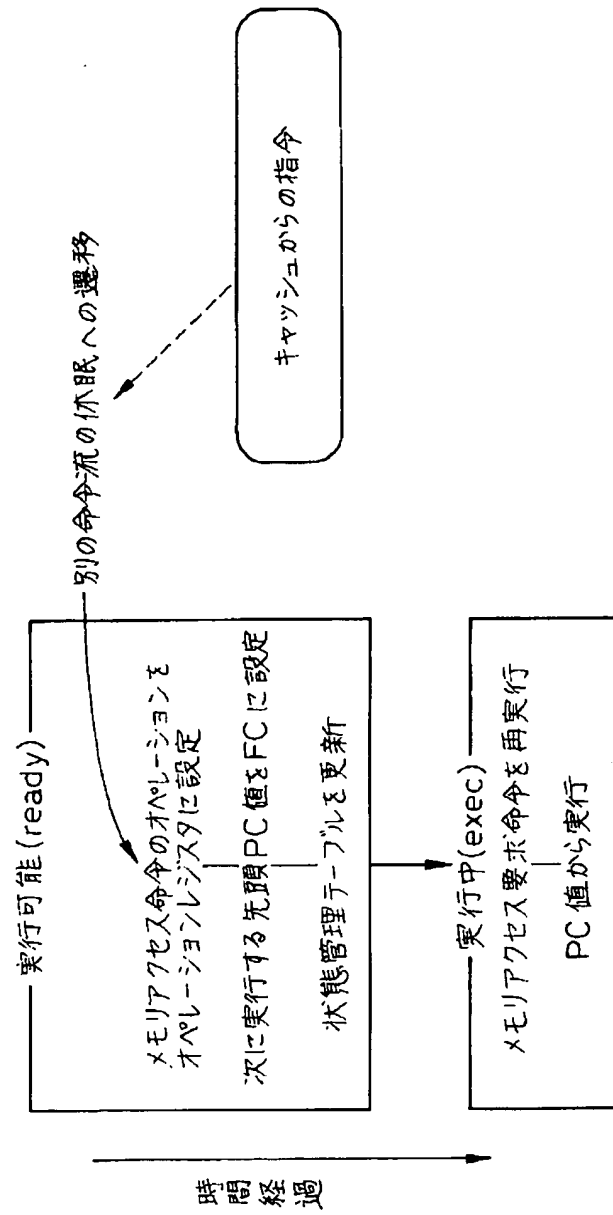 実行可能(ready)
メモリアクセス命令のオペレーションを
オペレーションレジスタに設定
次に実行する先頭PC値をFCに設定
状態管理テーブルを更新
実行中(exec)
メモリアクセス要求命令を再実行
PC値から実行
別の命令流の休眠への遷移
キャッシュからの指令
時間経過